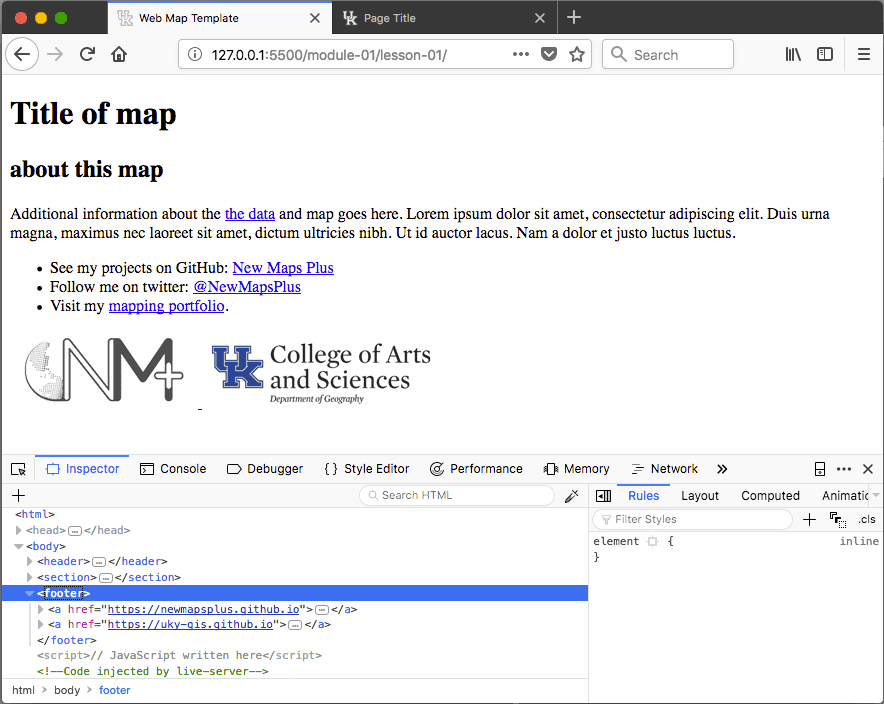 Web Map Template
Page Title
127.0.0.1:5500/module-01/lesson-01/
Search
Title of map
about this map
Additional information about the the data and map goes here. Lorem ipsum dolor sit amet, consectetur adipiscing elit. Duis urna
magna, maximus nec laoreet sit amet, dictum ultricies nibh. Ut id auctor lacus. Nam a dolor et justo luctus luctus.
See my projects on GitHub: New Maps Plus
Follow me on twitter: @NewMapsPlus
Visit my mapping portfolio.
NM+
UK
College of Arts
and Sciences
Department of Geography
Inspector Console Debugger { } Style Editor Performance Memory Network
Search HTML
Rules Layout Computed Animatic
Filter Styles
.cls
<html>
<head>…</head>
<body>
<header>…</header>
<section>…</section>
<footer>
<a href="https://newmapsplus.github.io">…</a>
<a href="https://uky-gis.github.io">…</a>
</footer>
<script>// JavaScript written here</script>
<!--Code injected by live-server-->
element { inline
}
html > body > footer